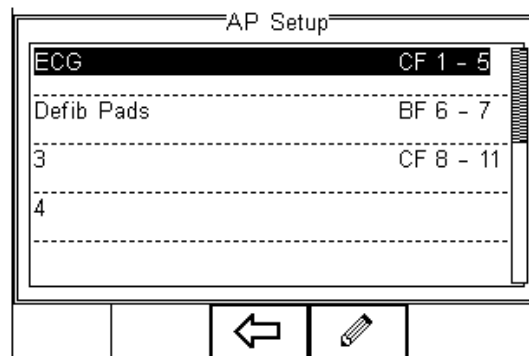 AP Setup
ECG CF 1 - 5
Defib Pads BF 6 - 7
3 CF 8 - 11
4